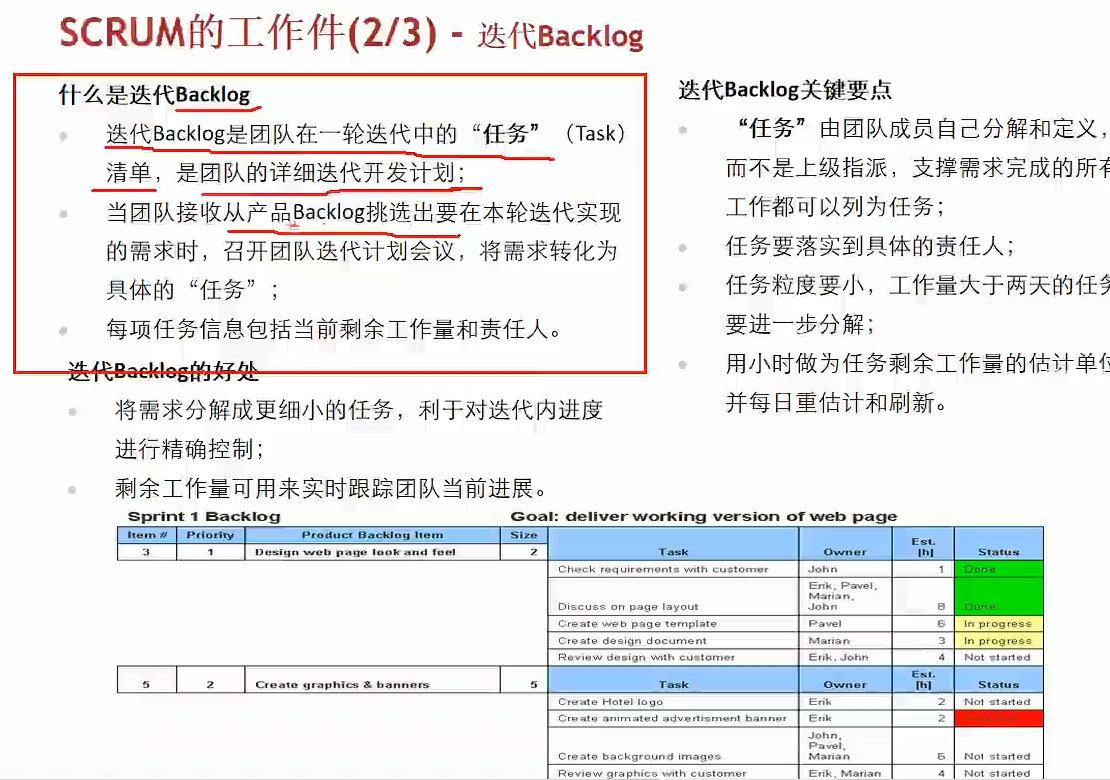 SCRUM的工作件(2/3) - 迭代Backlog
什么是迭代Backlog
迭代Backlog是团队在一轮迭代中的“任务”（Task）
清单，是团队的详细迭代开发计划；
当团队接收从产品Backlog挑选出要在本轮迭代实现
的需求时，召开团队迭代计划会议，将需求转化为
具体的“任务”；
每项任务信息包括当前剩余工作量和责任人。
迭代Backlog的好处
将需求分解成更细小的任务，利于对迭代内进度
进行精确控制；
剩余工作量可用来实时跟踪团队当前进展。
迭代Backlog关键要点
“任务”由团队成员自己分解和定义，
而不是上级指派，支撑需求完成的所有
工作都可以列为任务；
任务要落实到具体的责任人；
任务粒度要小，工作量大于两天的任务
要进一步分解；
用小时做为任务剩余工作量的估计单位
并每日重估计和刷新。
Sprint 1 Backlog Goal: deliver working version of web page
Item # Priority Product Backlog Item Size Task Owner Est. [h] Status
3 1 Design web page look and feel 2
Check requirements with customer John 1 Done
Discuss on page layout Erik, Pavel, Marian, John 8 Done
Create web page template Pavel 6 In progress
Create design document Marian 3 In progress
Review design with customer Erik, John 4 Not started
5 2 Create graphics & banners 5 Task Owner Est. [h] Status
Create Hotel logo Erik 2 Not started
Create animated advertisment banner Erik 2
Create background images John, Pavel, Marian Not started
Review graphics with customer Erik, Marian 4 Not started